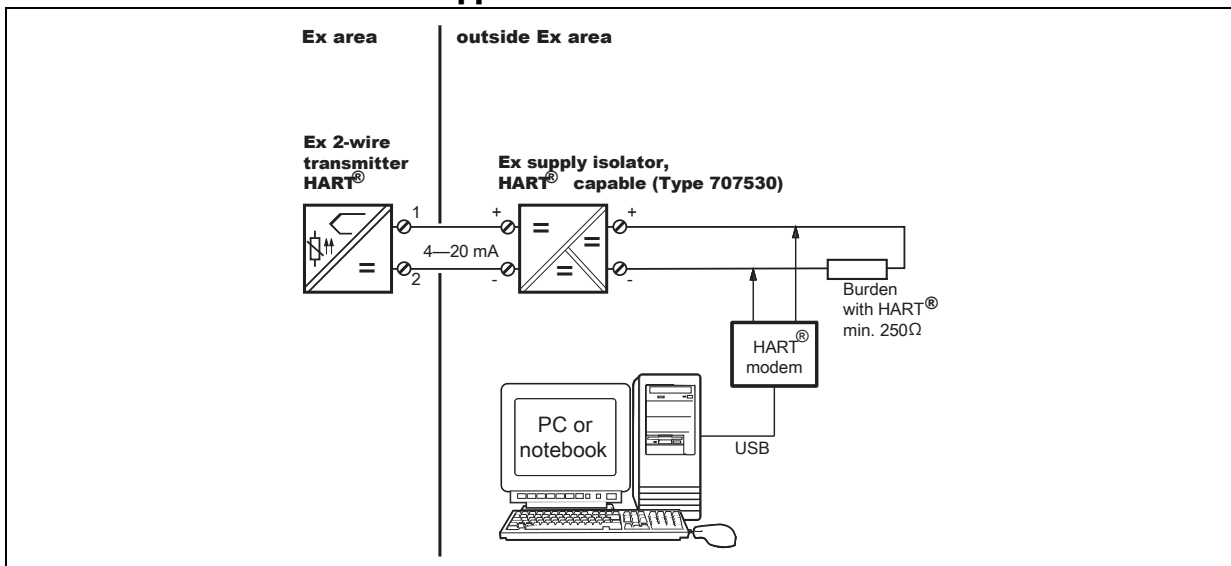 Ex area
outside Ex area
Ex 2-wire
transmitter
HART®
Ex supply isolator,
HART® capable (Type 707530)
1
+
+
4—20 mA
2
-
-
Burden
with HART®
min. 250Ω
HART®
modem
PC or
notebook
USB